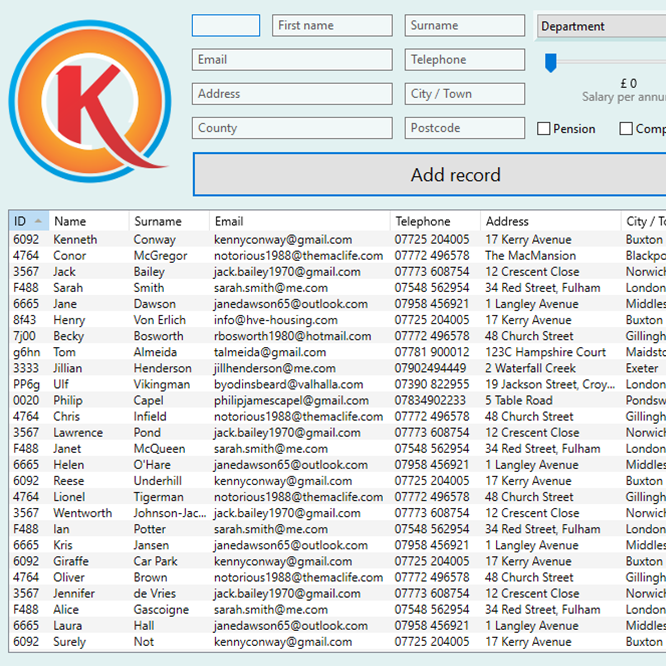 K
First name Surname Department
Email Telephone
£ 0
Salary per annu
Address City / Town
County Postcode Pension Comp
Add record
ID Name Surname Email Telephone Address City / To
6092 Kenneth Conway kennyconway@gmail.com 07725 204005 17 Kerry Avenue Buxton
4764 Conor McGregor notorious1988@themaclife.com 07772 496578 The MacMansion Blackpo
3567 Jack Bailey jack.bailey1970@gmail.com 07773 608754 12 Crescent Close Norwich
F488 Sarah Smith sarah.smith@me.com 07548 562954 34 Red Street, Fulham London
6665 Jane Dawson janedawson65@outlook.com 07958 456921 1 Langley Avenue Middles
8f43 Henry Von Erlich info@hve-housing.com 07725 204005 17 Kerry Avenue Buxton
7j00 Becky Bosworth rbosworth1980@hotmail.com 07772 496578 48 Church Street Gillingh
g6hn Tom Almeida talmeida@gmail.com 07781 900012 123C Hampshire Court Maidsto
3333 Jillian Henderson jillhenderson@me.com 07902494449 2 Waterfall Creek Exeter
PP6g Ulf Vikingman byodinsbeard@valhalla.com 07390 822955 19 Jackson Street, Croy... London
0020 Philip Capel philipjamescapel@gmail.com 07834902233 5 Table Road Pondsw
4764 Chris Infield notorious1988@themaclife.com 07772 496578 48 Church Street Gillingh
3567 Lawrence Pond jack.bailey1970@gmail.com 07773 608754 12 Crescent Close Norwich
F488 Janet McQueen sarah.smith@me.com 07548 562954 34 Red Street, Fulham London
6665 Helen O'Hare janedawson65@outlook.com 07958 456921 1 Langley Avenue Middles
6092 Reese Underhill kennyconway@gmail.com 07725 204005 17 Kerry Avenue Buxton
4764 Lionel Tigerman notorious1988@themaclife.com 07772 496578 48 Church Street Gillingh
3567 Wentworth Johnson-Jac... jack.bailey1970@gmail.com 07773 608754 12 Crescent Close Norwich
F488 Ian Potter sarah.smith@me.com 07548 562954 34 Red Street, Fulham London
6665 Kris Jansen janedawson65@outlook.com 07958 456921 1 Langley Avenue Middles
6092 Giraffe Car Park kennyconway@gmail.com 07725 204005 17 Kerry Avenue Buxton
4764 Oliver Brown notorious1988@themaclife.com 07772 496578 48 Church Street Gillingh
3567 Jennifer de Vries jack.bailey1970@gmail.com 07773 608754 12 Crescent Close Norwich
F488 Alice Gascoigne sarah.smith@me.com 07548 562954 34 Red Street, Fulham London
6665 Laura Hall janedawson65@outlook.com 07958 456921 1 Langley Avenue Middles
6092 Surely Not kennyconway@gmail.com 07725 204005 17 Kerry Avenue Buxton